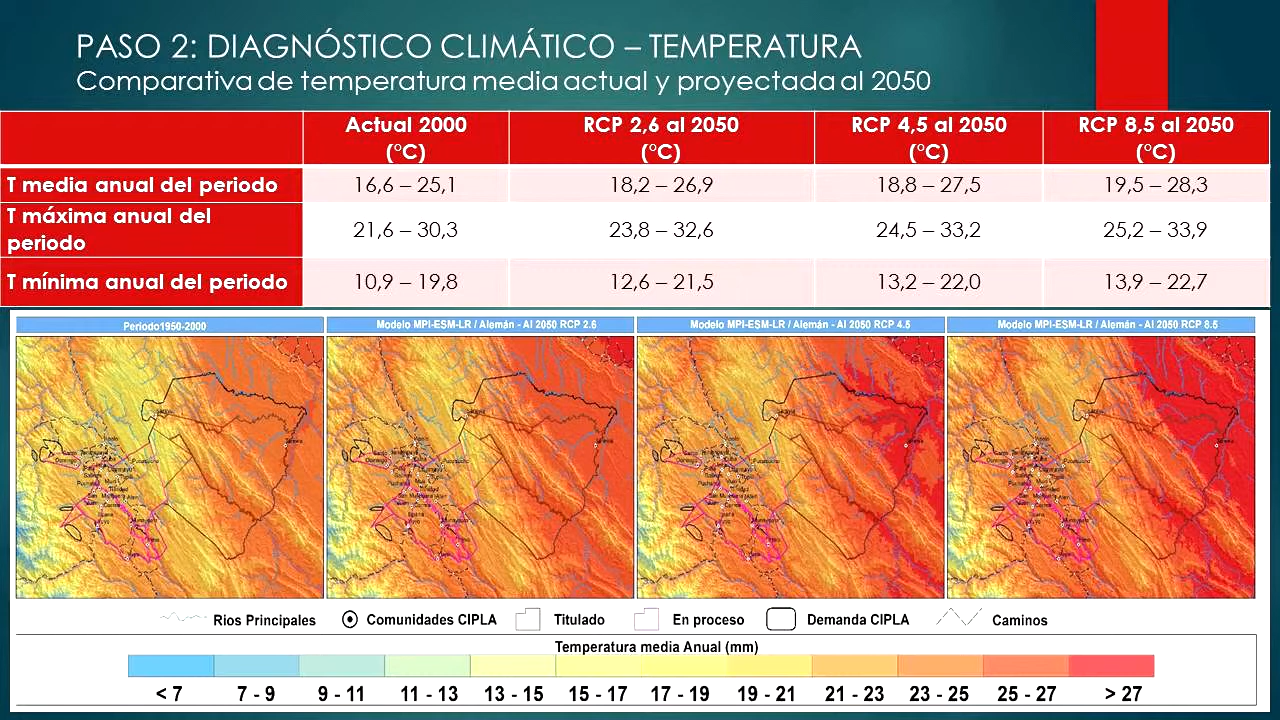 PASO 2: DIAGNÓSTICO CLIMÁTICO – TEMPERATURA
Comparativa de temperatura media actual y proyectada al 2050
Actual 2000 (°C)
RCP 2,6 al 2050 (°C)
RCP 4,5 al 2050 (°C)
RCP 8,5 al 2050 (°C)
T media anual del periodo 16,6 – 25,1 18,2 – 26,9 18,8 – 27,5 19,5 – 28,3
T máxima anual del periodo 21,6 – 30,3 23,8 – 32,6 24,5 – 33,2 25,2 – 33,9
T mínima anual del periodo 10,9 – 19,8 12,6 – 21,5 13,2 – 22,0 13,9 – 22,7
Periodo1950-2000
Modelo MPI-ESM-LR / Alemán - Al 2050 RCP 2.6
Modelo MPI-ESM-LR / Alemán - Al 2050 RCP 4.5
Modelo MPI-ESM-LR / Alemán - Al 2050 RCP 8.5
Rios Principales Comunidades CIPLA Titulado En proceso Demanda CIPLA Caminos
Temperatura media Anual (mm)
< 7 7 - 9 9 - 11 11 - 13 13 - 15 15 - 17 17 - 19 19 - 21 21 - 23 23 - 25 25 - 27 > 27